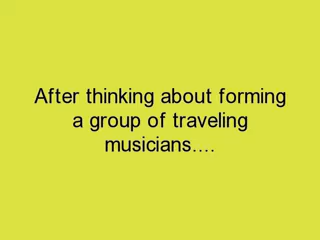 After thinking about forming
a group of traveling
musicians....